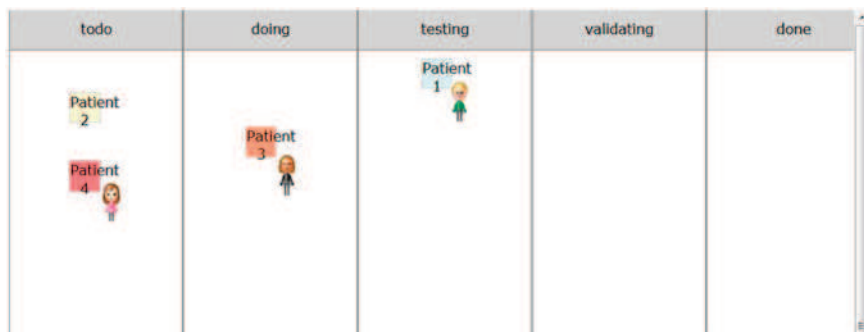 todo
doing
testing
validating
done
Patient
1
Patient
2
Patient
3
Patient
4